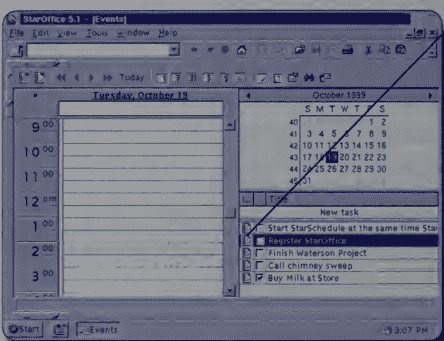 StarOffice 5.1 - [Events]
File Edit View Tools Window Help
Today
Tuesday, October 19
9 00
10 00
11 00
12 pm
1 00
2 00
3 00
October 1999
S M T W T F S
40 1 2
41 3 4 5 6 7 8 9
42 10 11 12 13 14 15 16
43 17 18 19 20 21 22 23
44 24 25 26 27 28 29 30
45 31
Title
New task
Start StarSchedule at the same time Star
Register StarOffice
Finish Waterson Project
Call chimney sweep
Buy Milk at Store
Start Events 3:07 PM